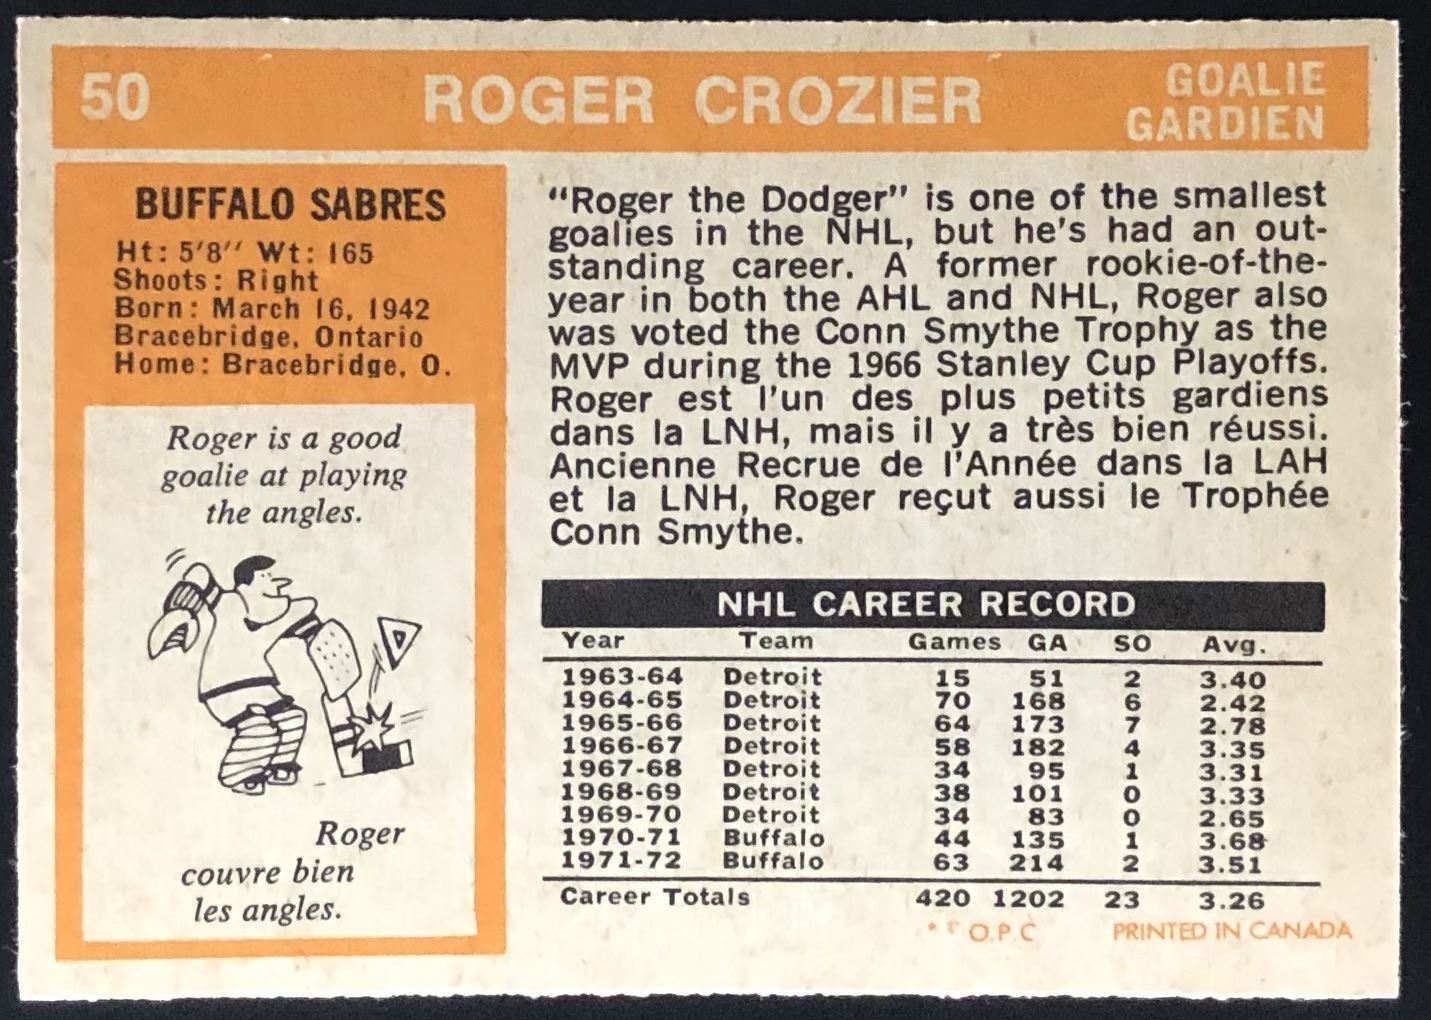 50
ROGER CROZIER
GOALIE
GARDIEN
BUFFALO SABRES
Ht: 5'8'' Wt: 165
Shoots: Right
Born: March 16, 1942
Bracebridge, Ontario
Home: Bracebridge, O.
Roger is a good
goalie at playing
the angles.
Roger
couvre bien
les angles.
"Roger the Dodger" is one of the smallest
goalies in the NHL, but he's had an out-
standing career. A former rookie-of-the-
year in both the AHL and NHL, Roger also
was voted the Conn Smythe Trophy as the
MVP during the 1966 Stanley Cup Playoffs.
Roger est l'un des plus petits gardiens
dans la LNH, mais il y a très bien réussi.
Ancienne Recrue de l'Année dans la LAH
et la LNH, Roger reçut aussi le Trophée
Conn Smythe.
NHL CAREER RECORD
Year Team Games GA SO Avg.
1963-64 Detroit 15 51 2 3.40
1964-65 Detroit 70 168 6 2.42
1965-66 Detroit 64 173 7 2.78
1966-67 Detroit 58 182 4 3.35
1967-68 Detroit 34 95 1 3.31
1968-69 Detroit 38 101 0 3.33
1969-70 Detroit 34 83 0 2.65
1970-71 Buffalo 44 135 1 3.68
1971-72 Buffalo 63 214 2 3.51
Career Totals 420 1202 23 3.26
O.P.C PRINTED IN CANADA